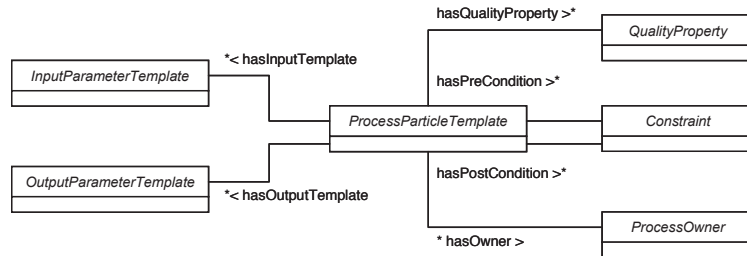 hasQualityProperty >*
QualityProperty
*< hasInputTemplate
InputParameterTemplate
hasPreCondition >*
ProcessParticleTemplate
Constraint
OutputParameterTemplate
hasPostCondition >*
*< hasOutputTemplate
ProcessOwner
* hasOwner >